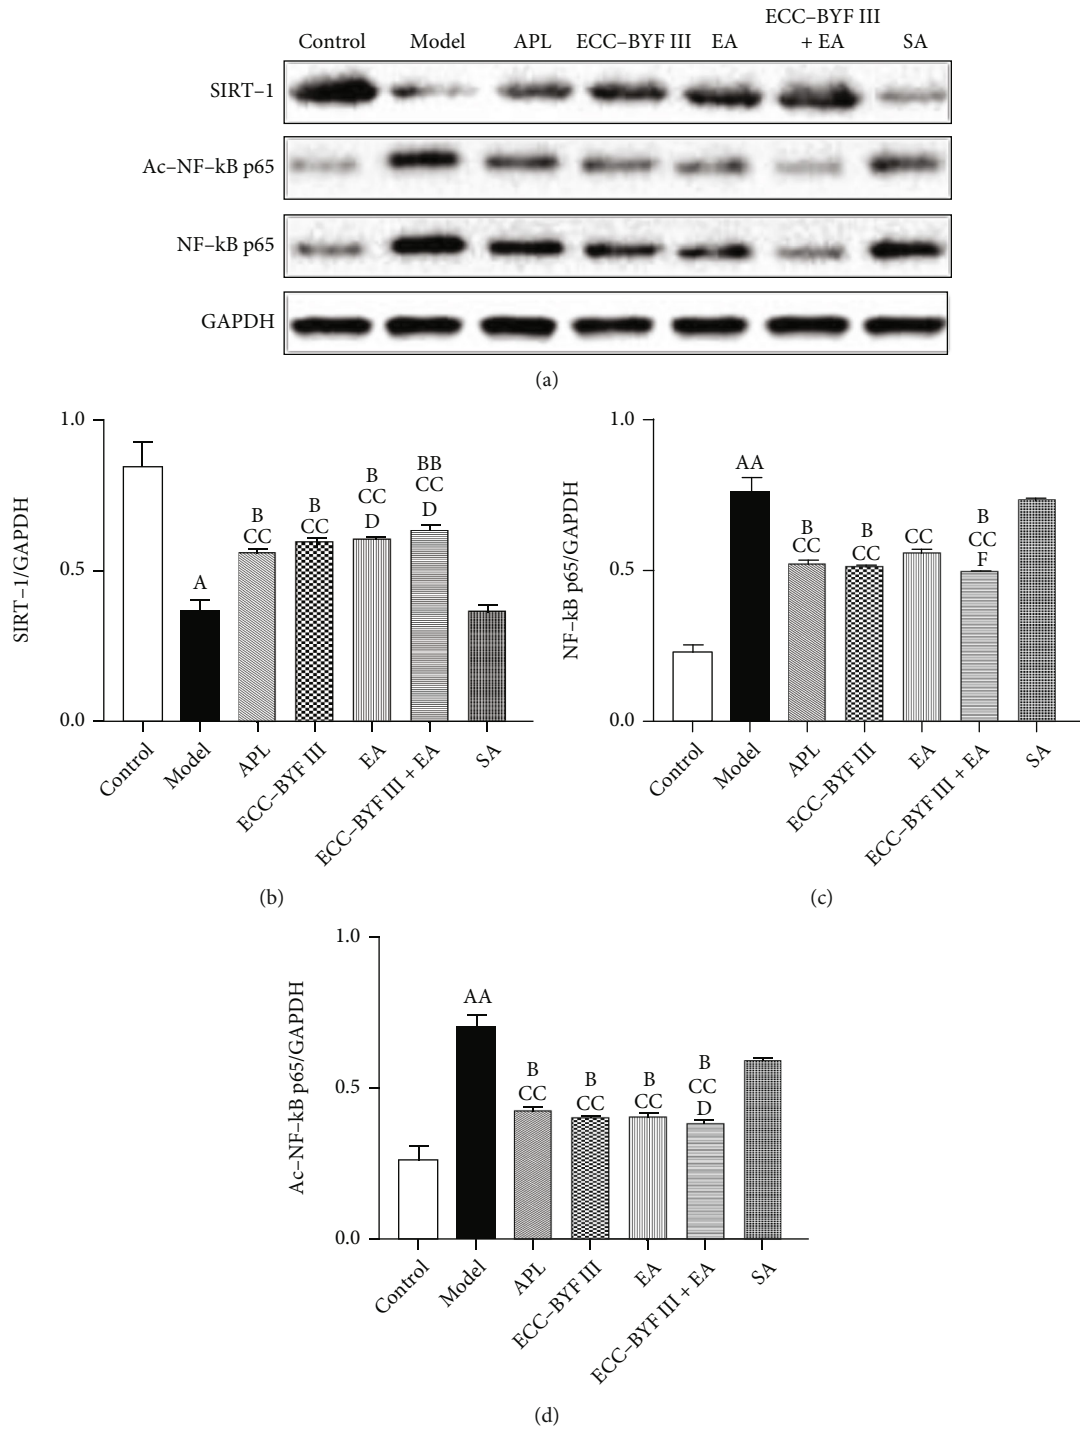 ECC–BYF III
Control Model APL ECC–BYF III EA + EA SA
SIRT–1
Ac–NF–kB p65
NF–kB p65
GAPDH
(a)
1.0
0.5
0.0
SIRT–1/GAPDH
A
B
CC
B
CC
B
CC
D
BB
CC
D
Control
Model
APL
ECC–BYF III
EA
ECC–BYF III + EA
SA
(b)
1.0
0.5
0.0
NF–kB p65/GAPDH
AA
B
CC
B
CC
CC
B
CC
F
Control
Model
APL
ECC–BYF III
EA
ECC–BYF III + EA
SA
(c)
1.0
0.5
0.0
Ac–NF–kB p65/GAPDH
AA
B
CC
B
CC
B
CC
B
CC
D
Control
Model
APL
ECC–BYF III
EA
ECC–BYF III + EA
SA
(d)